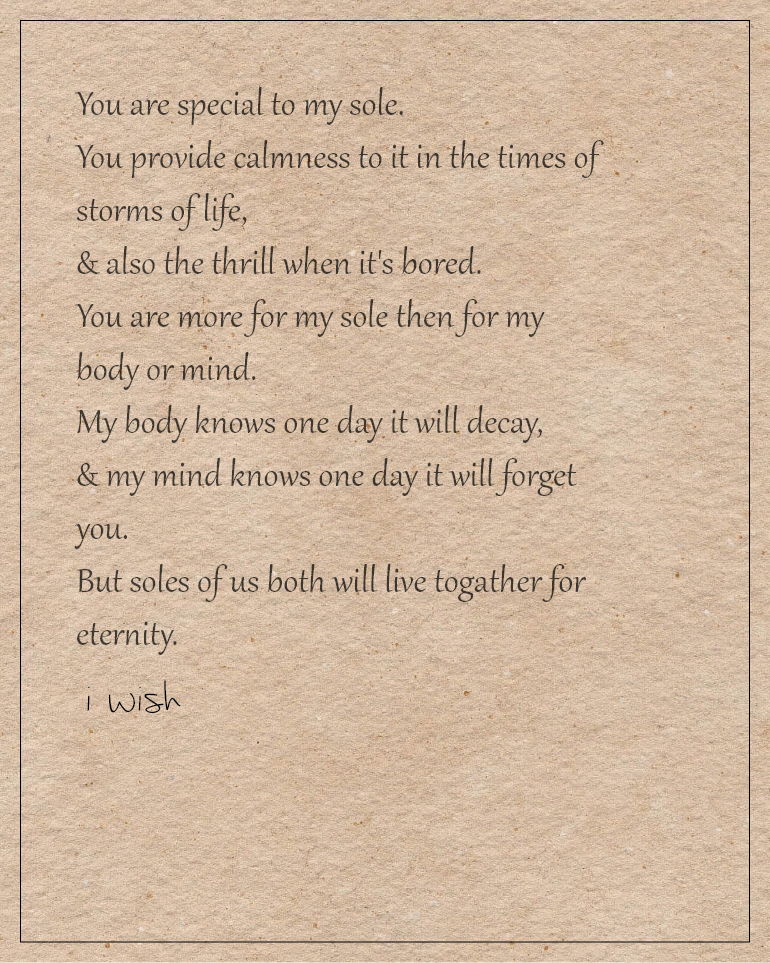 You are special to my sole.
You provide calmness to it in the times of
storms of life,
& also the thrill when it's bored.
You are more for my sole then for my
body or mind.
My body knows one day it will decay,
& my mind knows one day it will forget
you.
But soles of us both will live togather for
eternity.
i wish